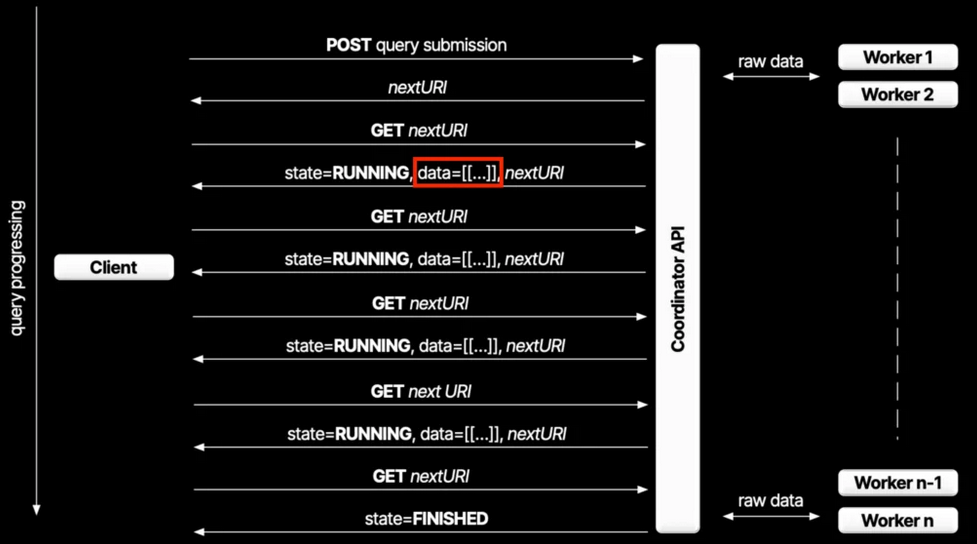 POST query submission
nextURI
GET nextURI
state=RUNNING, data=[[...]], nextURI
GET nextURI
state=RUNNING, data=[[...]], nextURI
GET nextURI
state=RUNNING, data=[[...]], nextURI
GET next URI
state=RUNNING, data=[[...]], nextURI
GET nextURI
state=FINISHED
query progressing
Client
Coordinator API
raw data
Worker 1
Worker 2
raw data
Worker n-1
Worker n